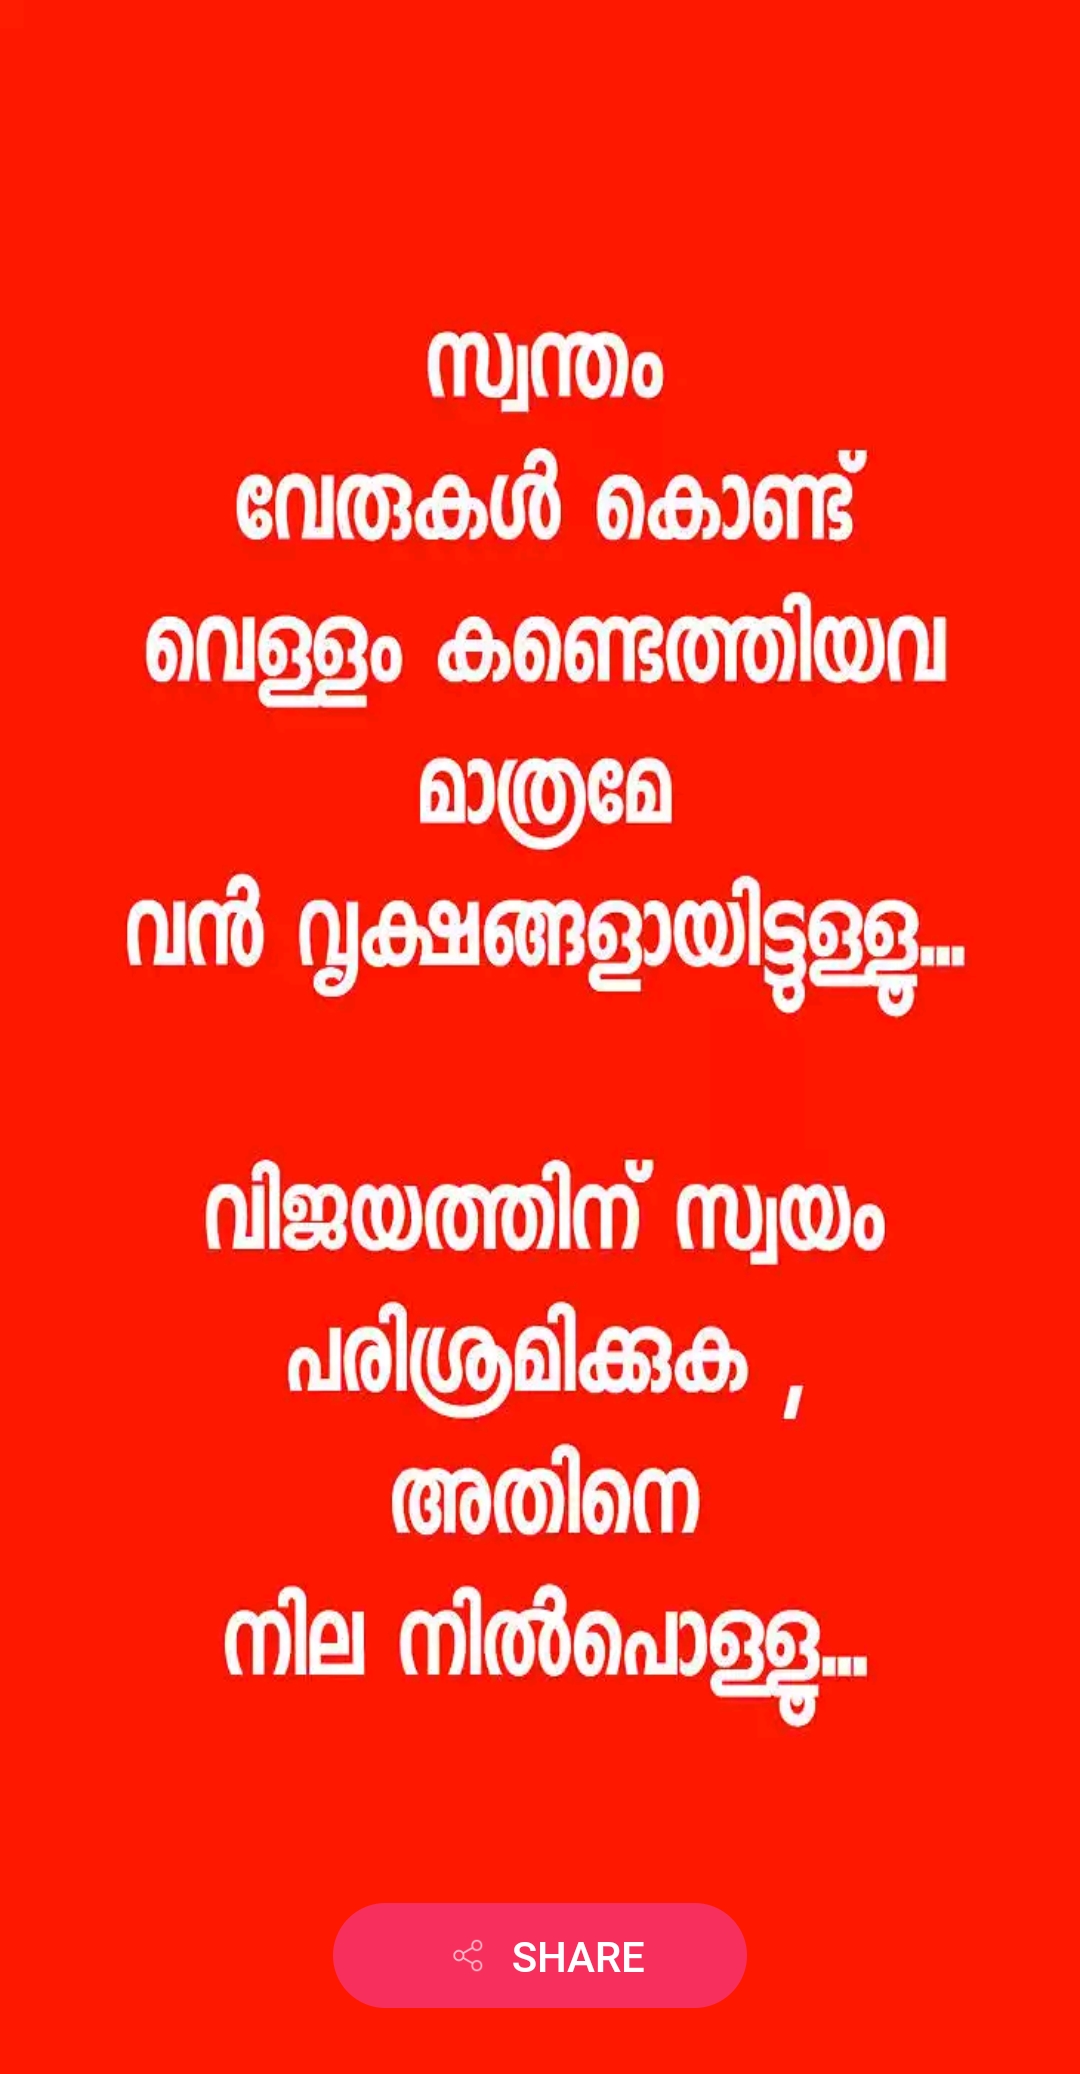 സ്വന്തം
വേരുകൾ കൊണ്ട്
വെള്ളം കണ്ടെത്തിയവ
മാത്രമേ
വൻ വൃക്ഷങ്ങളായിട്ടുള്ളൂ...
വിജയത്തിന് സ്വയം
പരിശ്രമിക്കുക ,
അതിനെ
നില നിൽപൊള്ളൂ...
SHARE